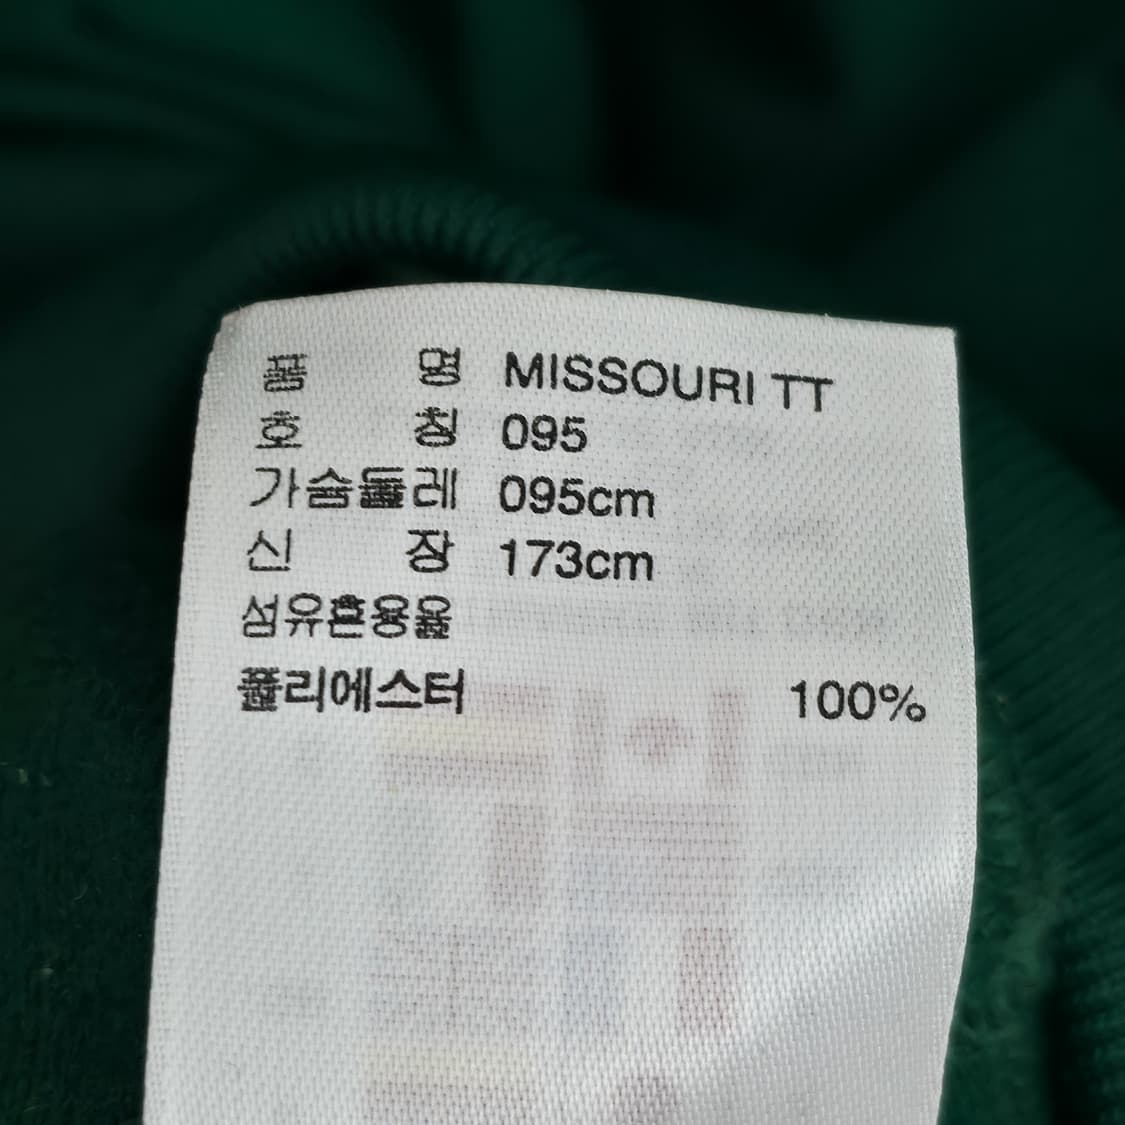 품 명 MISSOURI TT
호 칭 095
가슴둘레 095cm
신 장 173cm
섬유혼용율
폴리에스터 100%